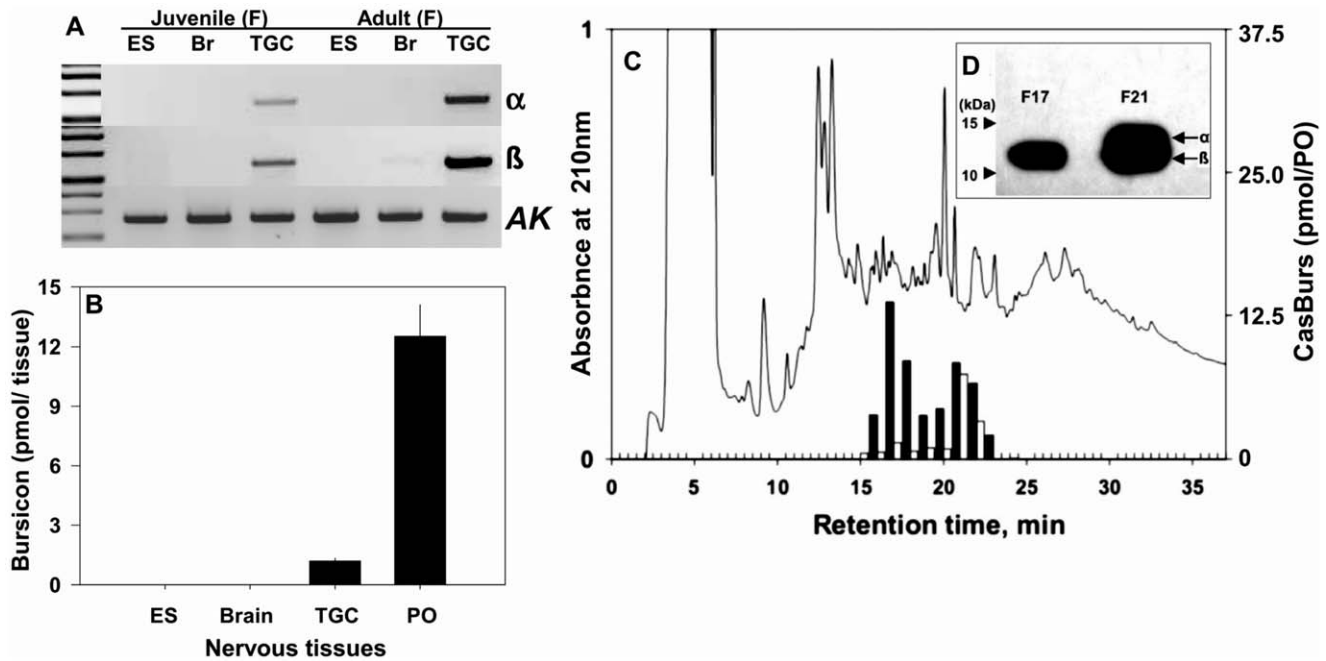 A
Juvenile (F) Adult (F)
ES Br TGC ES Br TGC
α
ß
AK
B
15
12
9
6
3
0
Bursicon (pmol/ tissue)
ES Brain TGC PO
Nervous tissues
C
1
0
Absorbnce at 210nm
37.5
25.0
12.5
0
CasBurs (pmol/PO)
0 5 10 15 20 25 30 35
Retention time, min
D
F17 F21
(kDa)
15
10
α
ß